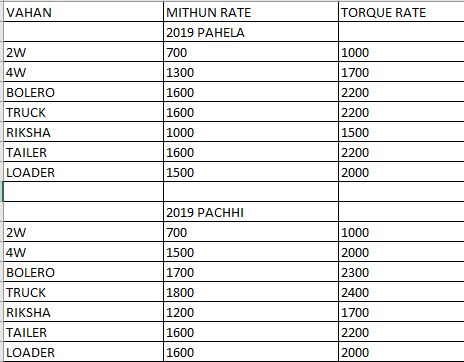 VAHAN MITHUN RATE TORQUE RATE
2019 PAHELA
2W 700 1000
4W 1300 1700
BOLERO 1600 2200
TRUCK 1600 2200
RIKSHA 1000 1500
TAILER 1600 2200
LOADER 1500 2000
2019 PACHHI
2W 700 1000
4W 1500 2000
BOLERO 1700 2300
TRUCK 1800 2400
RIKSHA 1200 1700
TAILER 1600 2200
LOADER 1600 2000